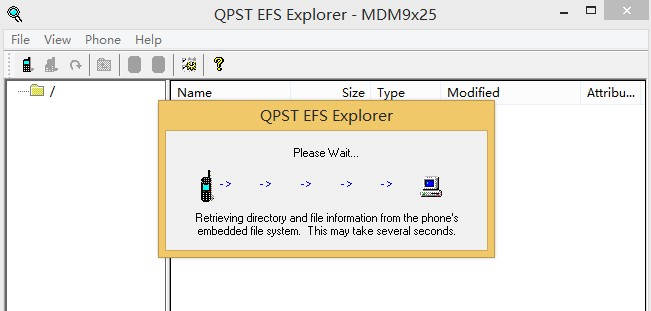 QPST EFS Explorer - MDM9x25
File View Phone Help
/
Name Size Type Modified Attribu...
QPST EFS Explorer
Please Wait...
-> -> -> -> ->
Retrieving directory and file information from the phone's
embedded file system. This may take several seconds.